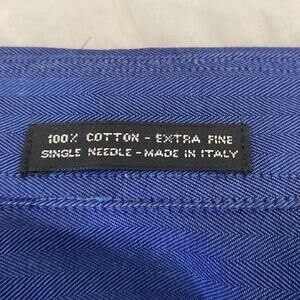 100% COTTON - EXTRA FINE
SINGLE NEEDLE - MADE IN ITALY